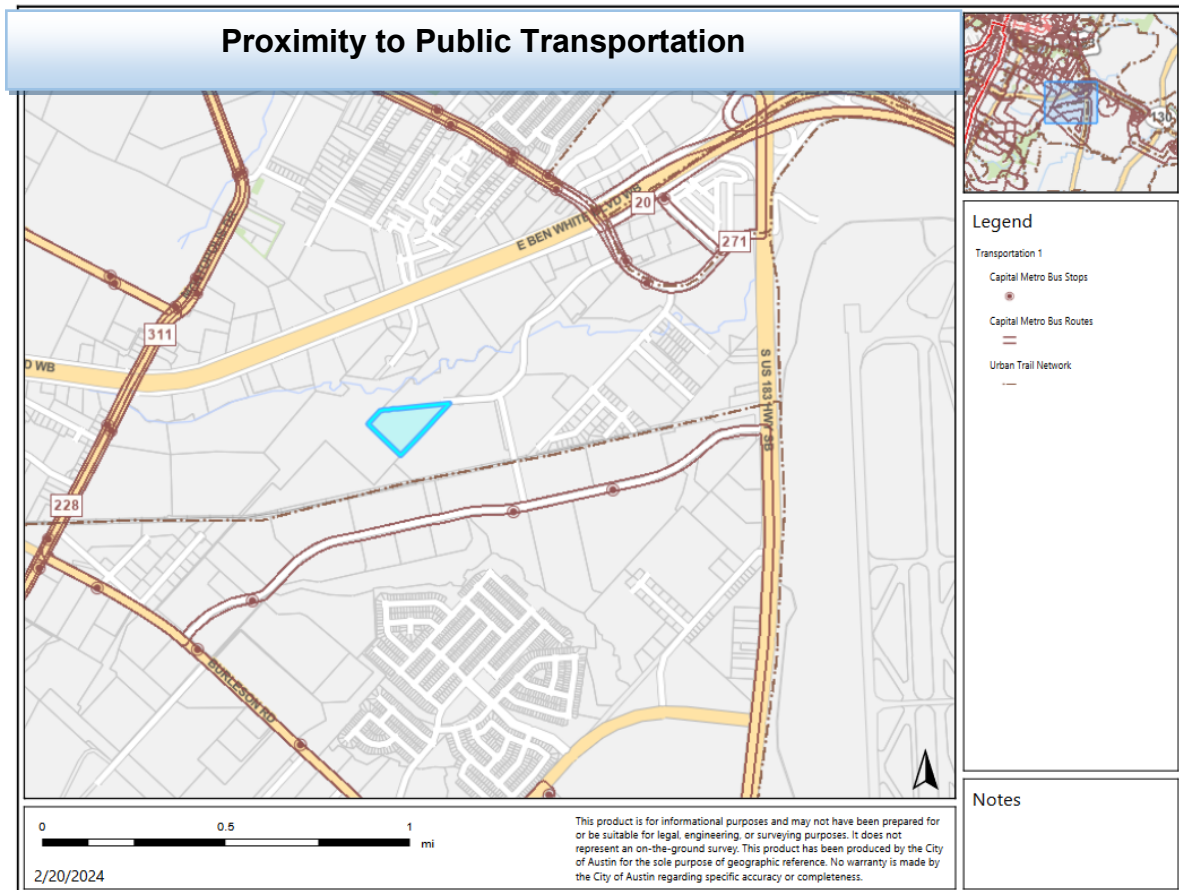 Proximity to Public Transportation
130
E BEN WHITE BLVD WB
20
271
311
D WB
S US 183 HWY SB
228
BURLESON RD
Legend
Transportation 1
Capital Metro Bus Stops
Capital Metro Bus Routes
Urban Trail Network
Notes
0 0.5 1
mi
2/20/2024
This product is for informational purposes and may not have been prepared for
or be suitable for legal, engineering, or surveying purposes. It does not
represent an on-the-ground survey. This product has been produced by the City
of Austin for the sole purpose of geographic reference. No warranty is made by
the City of Austin regarding specific accuracy or completeness.